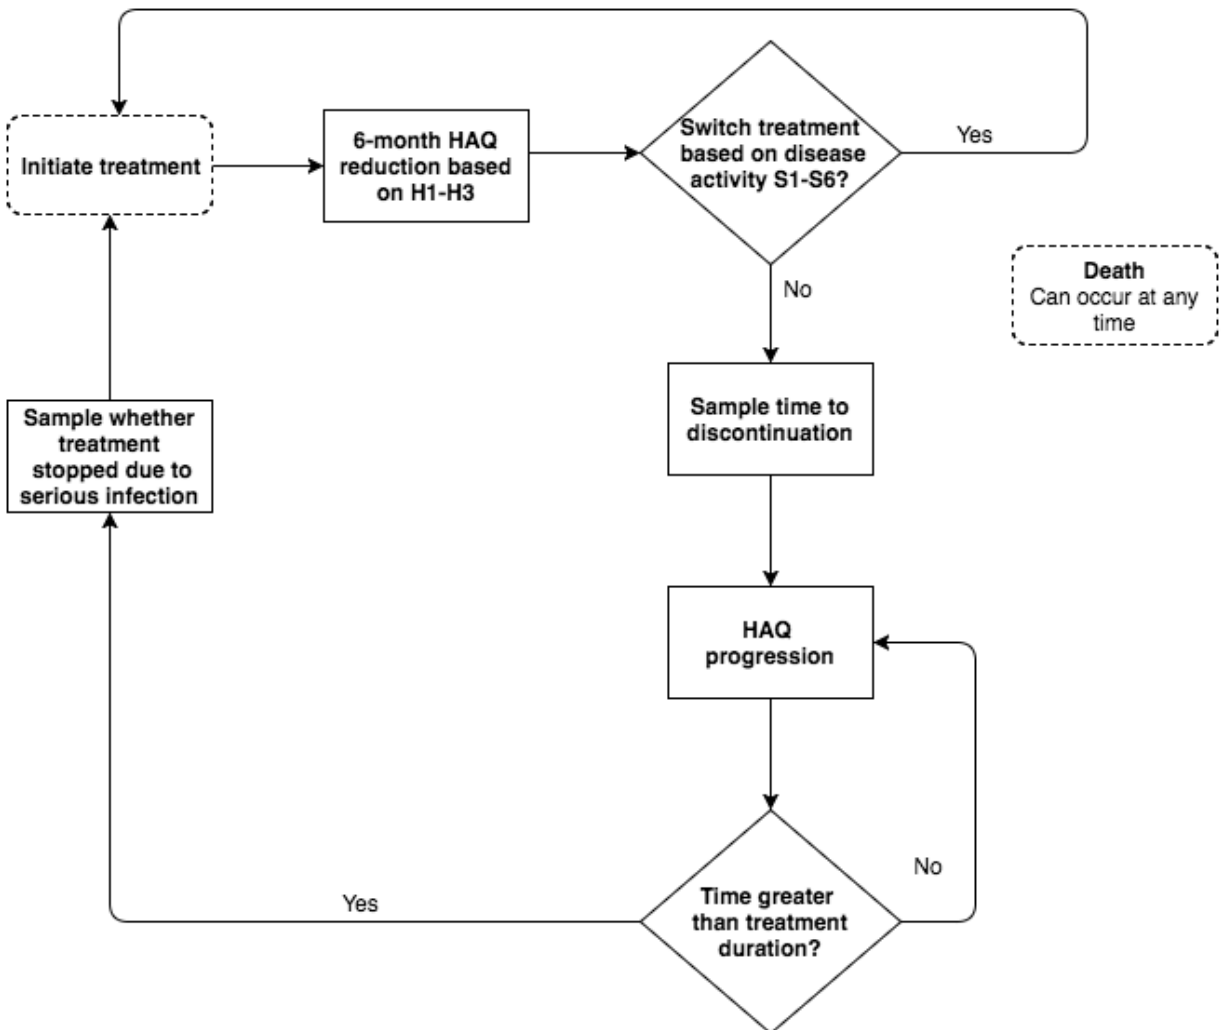 Initiate treatment
6-month HAQ
reduction based
on H1-H3
Switch treatment
based on disease
activity S1-S6?
Yes
No
Death
Can occur at any
time
Sample time to
discontinuation
Sample whether
treatment
stopped due to
serious infection
HAQ
progression
No
Yes
Time greater
than treatment
duration?